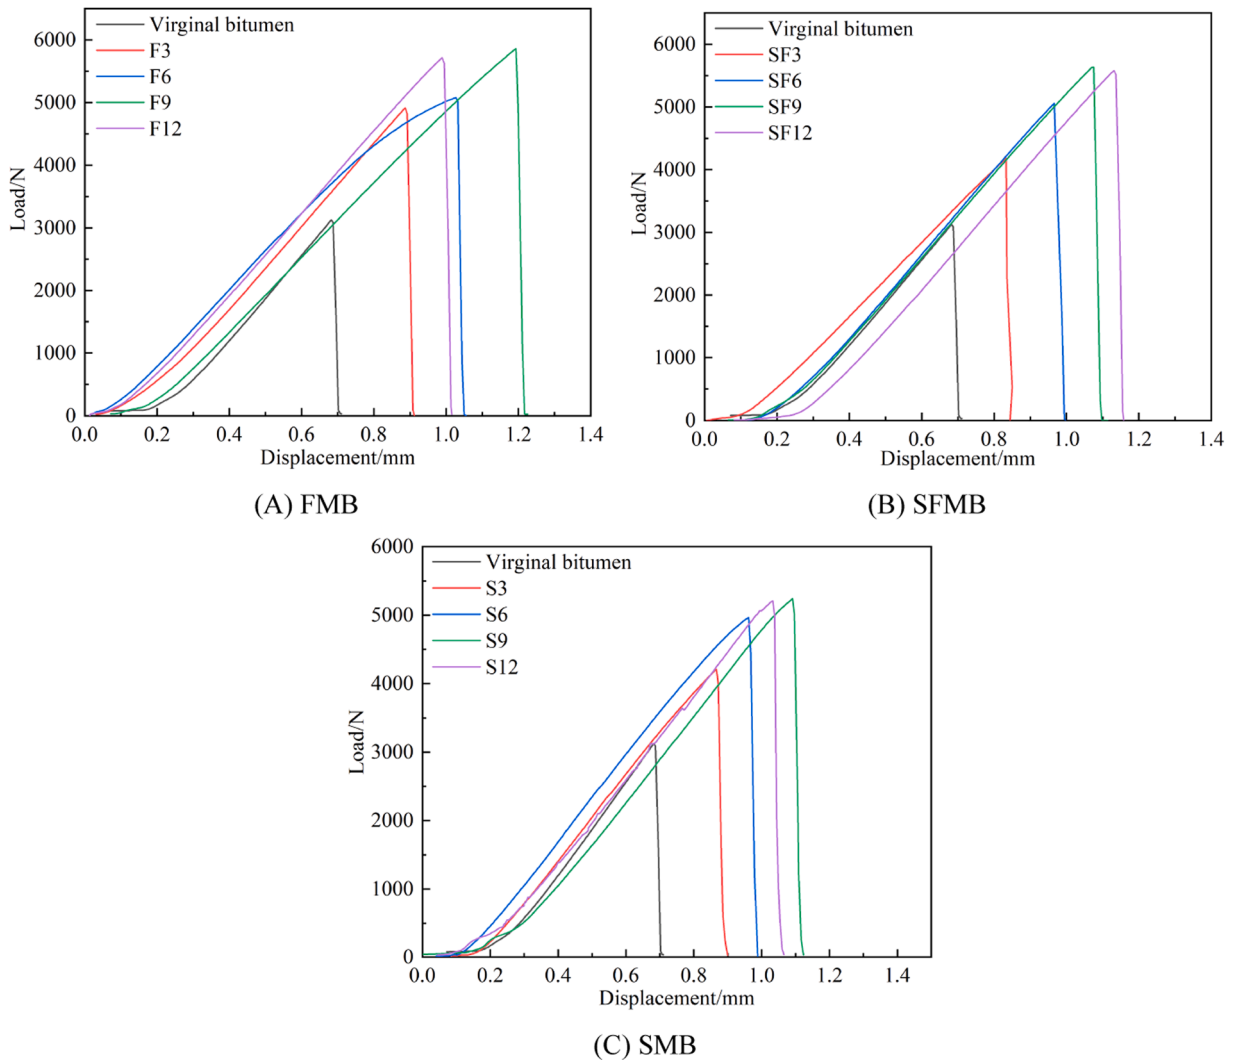 Virginal bitumen
F3
F6
F9
F12
6000
5000
4000
3000
2000
1000
0
Load/N
0.0 0.2 0.4 0.6 0.8 1.0 1.2 1.4
Displacement/mm
(A) FMB
Virginal bitumen
SF3
SF6
SF9
SF12
6000
5000
4000
3000
2000
1000
0
Load/N
0.0 0.2 0.4 0.6 0.8 1.0 1.2 1.4
Displacement/mm
(B) SFMB
Virginal bitumen
S3
S6
S9
S12
6000
5000
4000
3000
2000
1000
0
Load/N
0.0 0.2 0.4 0.6 0.8 1.0 1.2 1.4
Displacement/mm
(C) SMB